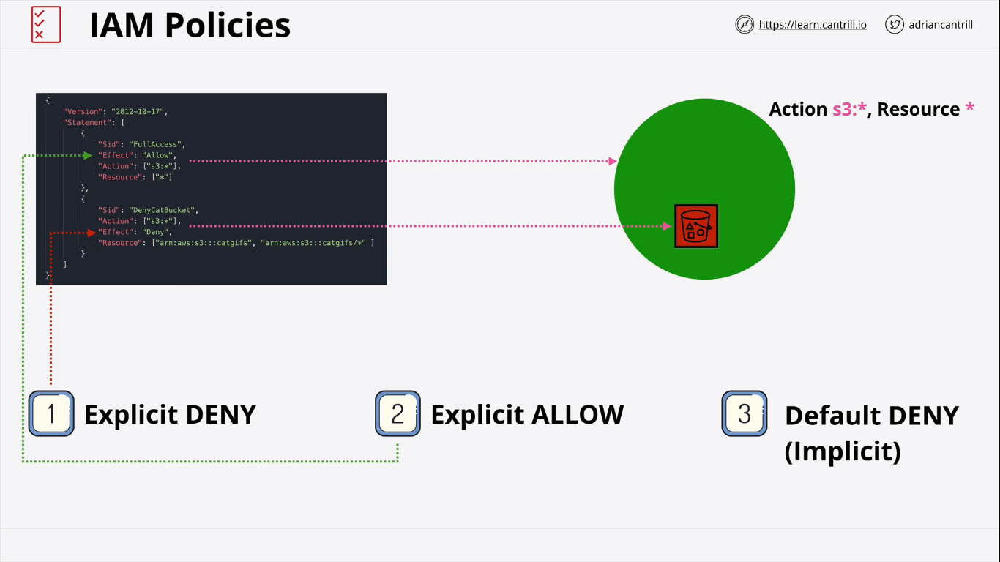 IAM Policies
https://learn.cantrill.io
adriancantrill
{
"Version": "2012-10-17",
"Statement": [
{
"Sid": "FullAccess",
"Effect": "Allow",
"Action": ["s3:*"],
"Resource": ["*"]
},
{
"Sid": "DenyCatBucket",
"Action": ["s3:*"],
"Effect": "Deny",
"Resource": ["arn:aws:s3:::catgifs", "arn:aws:s3:::catgifs/*" ]
}
]
}
Action s3:*, Resource *
1 Explicit DENY
2 Explicit ALLOW
3 Default DENY
(Implicit)